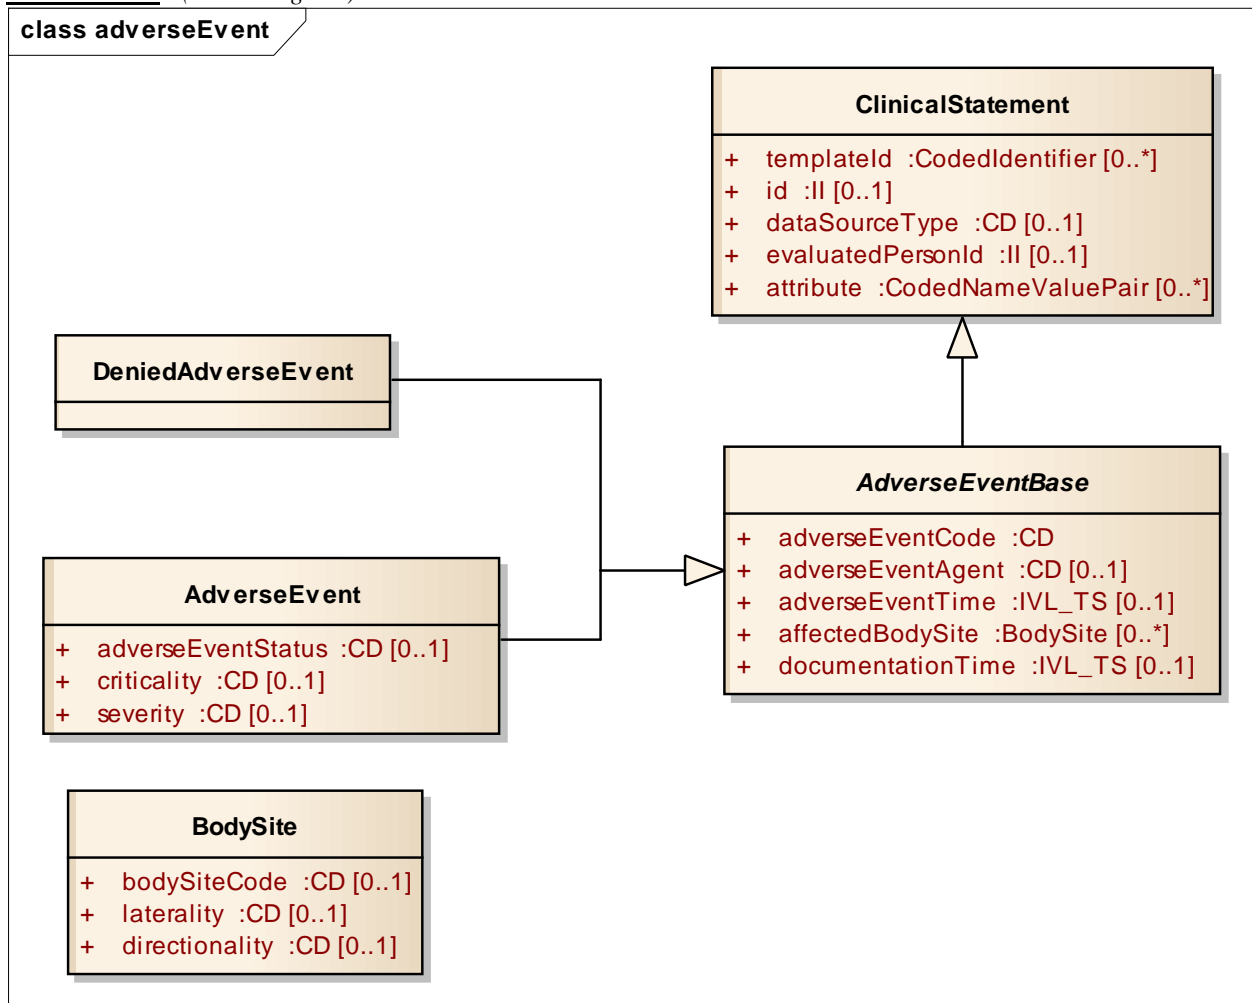 class adverseEvent
ClinicalStatement
+ templateId :CodedIdentifier [0..*]
+ id :II [0..1]
+ dataSourceType :CD [0..1]
+ evaluatedPersonId :II [0..1]
+ attribute :CodedNameValuePair [0..*]
DeniedAdverseEvent
AdverseEventBase
+ adverseEventCode :CD
+ adverseEventAgent :CD [0..1]
+ adverseEventTime :IVL_TS [0..1]
+ affectedBodySite :BodySite [0..*]
+ documentationTime :IVL_TS [0..1]
AdverseEvent
+ adverseEventStatus :CD [0..1]
+ criticality :CD [0..1]
+ severity :CD [0..1]
BodySite
+ bodySiteCode :CD [0..1]
+ laterality :CD [0..1]
+ directionality :CD [0..1]